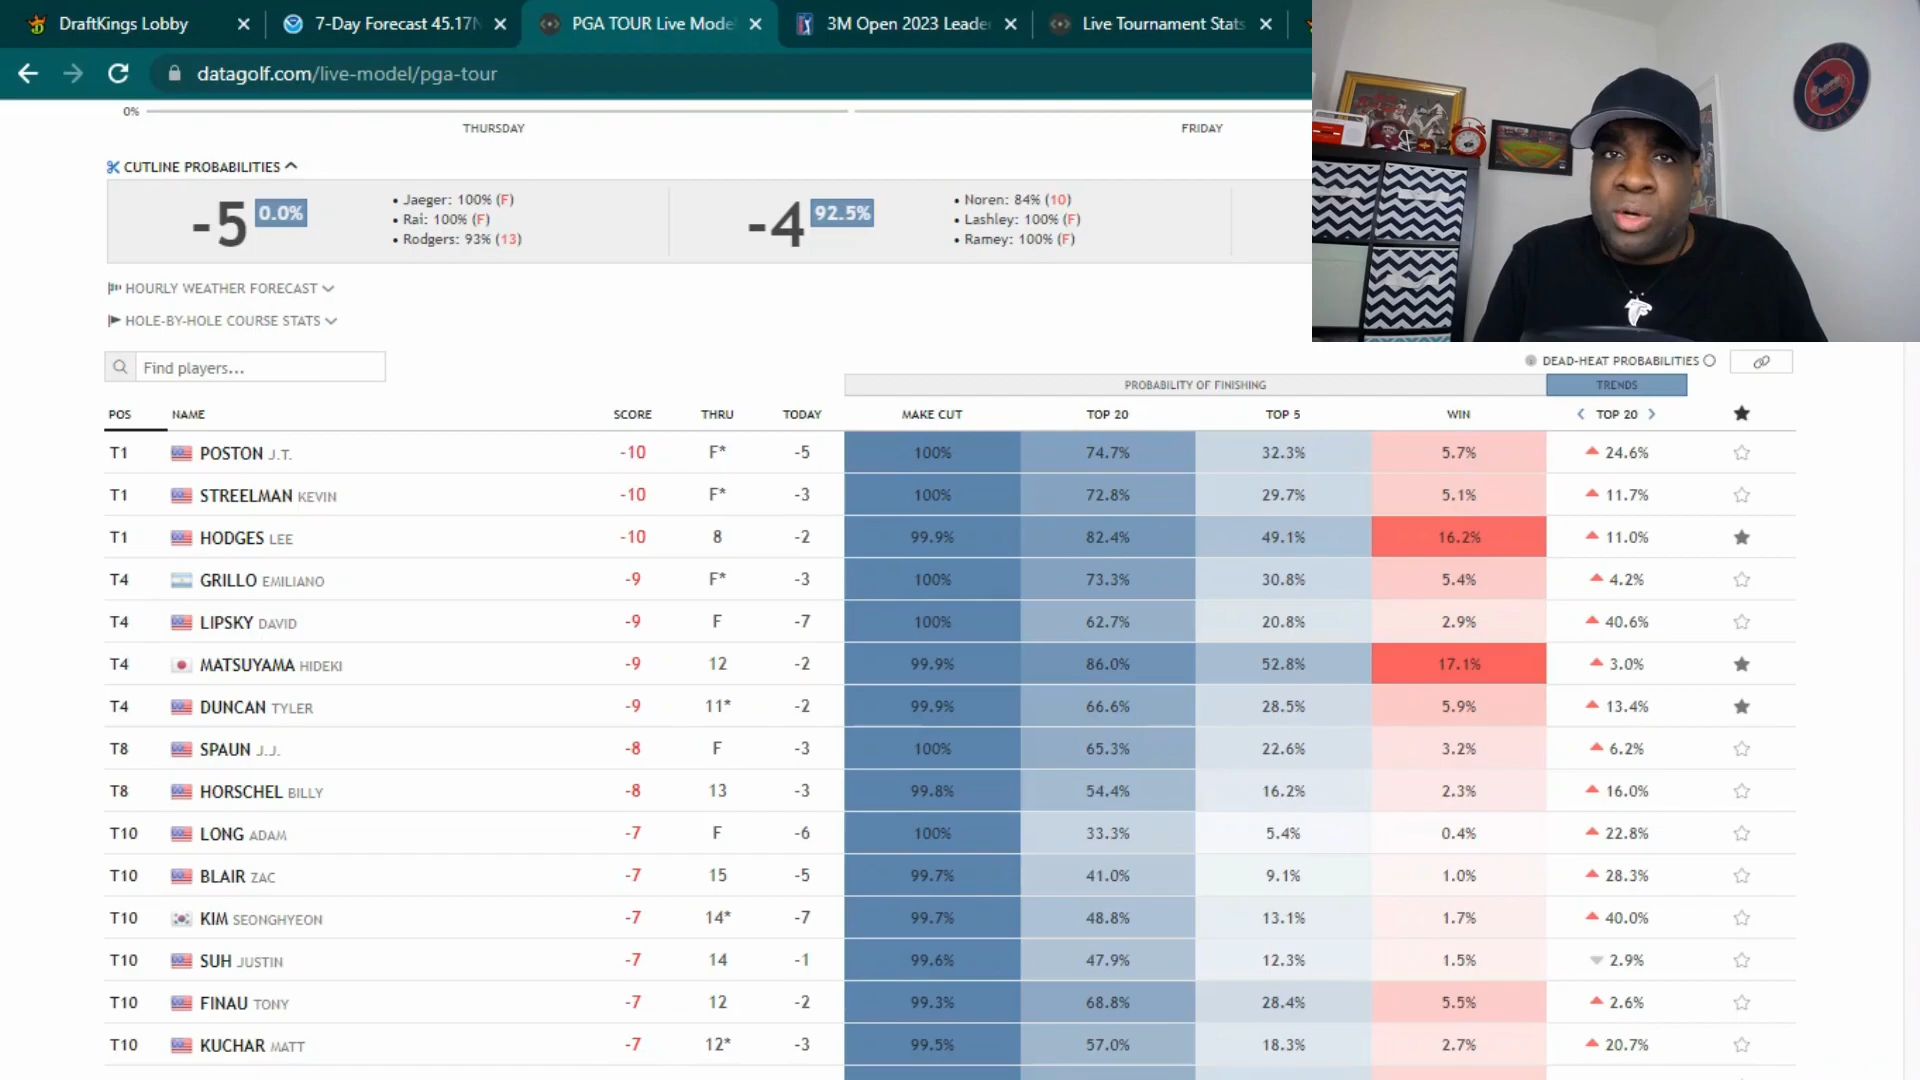 DraftKings Lobby
7-Day Forecast 45.17N
PGA TOUR Live Mode
3M Open 2023 Leade
Live Tournament Stats
datagolf.com/live-model/pga-tour
0%
THURSDAY FRIDAY
CUTLINE PROBABILITIES
-5 0.0%
• Jaeger: 100% (F)
• Rai: 100% (F)
• Rodgers: 93% (13)
-4 92.5%
• Noren: 84% (10)
• Lashley: 100% (F)
• Ramey: 100% (F)
HOURLY WEATHER FORECAST
HOLE-BY-HOLE COURSE STATS
Find players...
DEAD-HEAT PROBABILITIES
PROBABILITY OF FINISHING TRENDS
POS NAME SCORE THRU TODAY MAKE CUT TOP 20 TOP 5 WIN < TOP 20 >
T1 POSTON J.T. -10 F* -5 100% 74.7% 32.3% 5.7% 24.6%
T1 STREELMAN KEVIN -10 F* -3 100% 72.8% 29.7% 5.1% 11.7%
T1 HODGES LEE -10 8 -2 99.9% 82.4% 49.1% 16.2% 11.0%
T4 GRILLO EMILIANO -9 F* -3 100% 73.3% 30.8% 5.4% 4.2%
T4 LIPSKY DAVID -9 F -7 100% 62.7% 20.8% 2.9% 40.6%
T4 MATSUYAMA HIDEKI -9 12 -2 99.9% 86.0% 52.8% 17.1% 3.0%
T4 DUNCAN TYLER -9 11* -2 99.9% 66.6% 28.5% 5.9% 13.4%
T8 SPAUN J.J. -8 F -3 100% 65.3% 22.6% 3.2% 6.2%
T8 HORSCHEL BILLY -8 13 -3 99.8% 54.4% 16.2% 2.3% 16.0%
T10 LONG ADAM -7 F -6 100% 33.3% 5.4% 0.4% 22.8%
T10 BLAIR ZAC -7 15 -5 99.7% 41.0% 9.1% 1.0% 28.3%
T10 KIM SEONGHYEON -7 14* -7 99.7% 48.8% 13.1% 1.7% 40.0%
T10 SUH JUSTIN -7 14 -1 99.6% 47.9% 12.3% 1.5% 2.9%
T10 FINAU TONY -7 12 -2 99.3% 68.8% 28.4% 5.5% 2.6%
T10 KUCHAR MATT -7 12* -3 99.5% 57.0% 18.3% 2.7% 20.7%